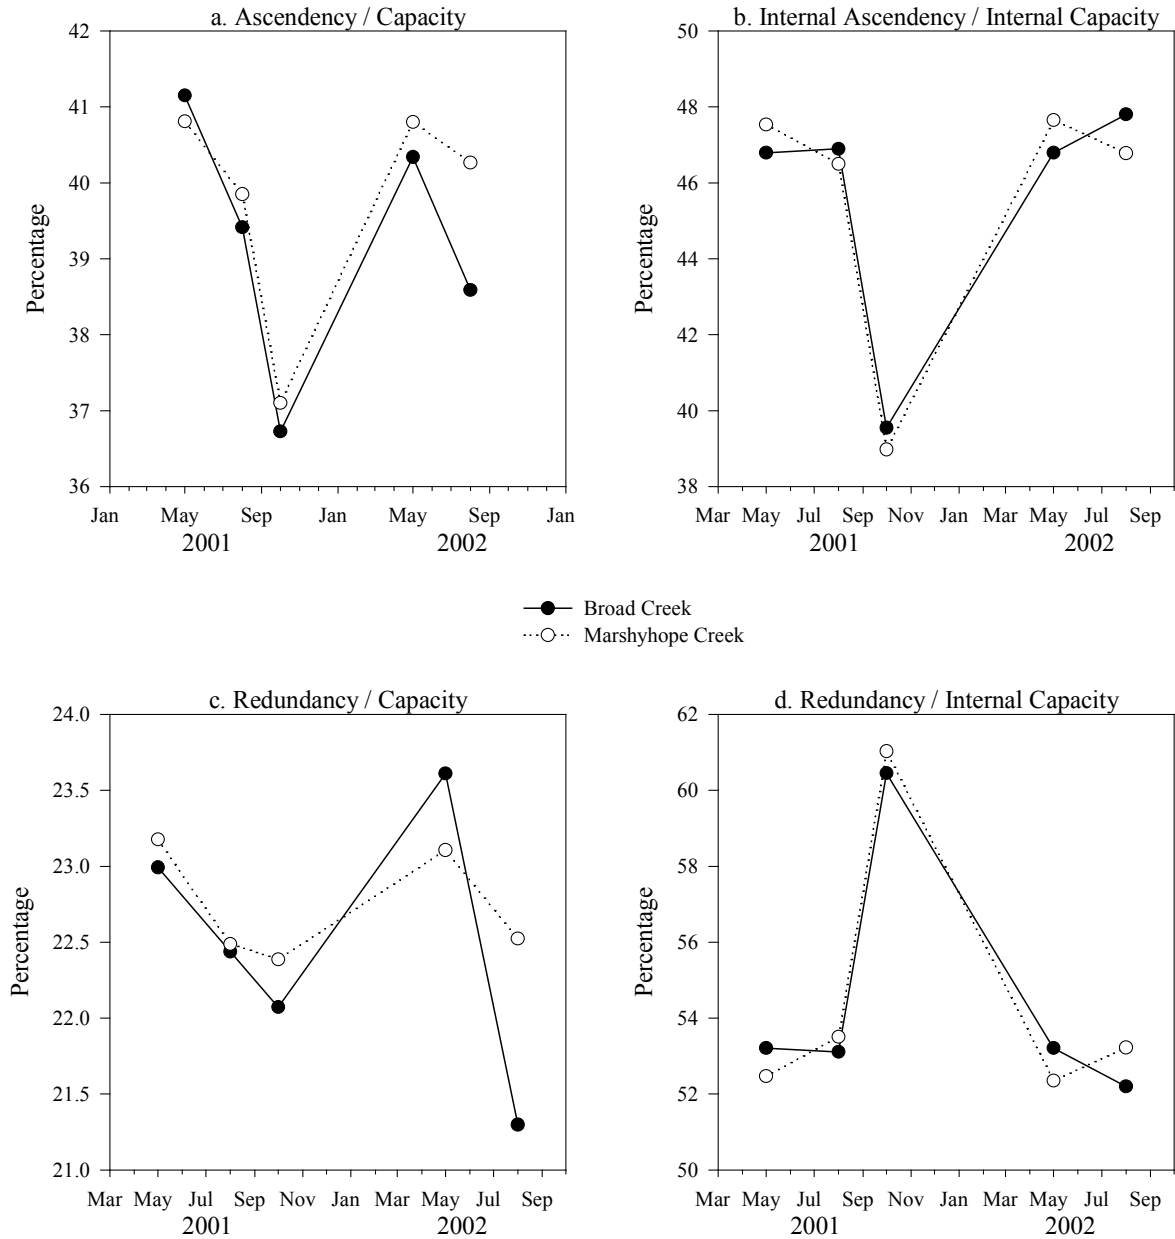 a. Ascendency / Capacity
42
41
40
39
38
37
36
Percentage
Jan May Sep Jan May Sep Jan
2001 2002
b. Internal Ascendency / Internal Capacity
50
48
46
44
42
40
38
Percentage
Mar May Jul Sep Nov Jan Mar May Jul Sep
2001 2002
Broad Creek
Marshyhope Creek
c. Redundancy / Capacity
24.0
23.5
23.0
22.5
22.0
21.5
21.0
Percentage
Mar May Jul Sep Nov Jan Mar May Jul Sep
2001 2002
d. Redundancy / Internal Capacity
62
60
58
56
54
52
50
Percentage
Mar May Jul Sep Nov Jan Mar May Jul Sep
2001 2002